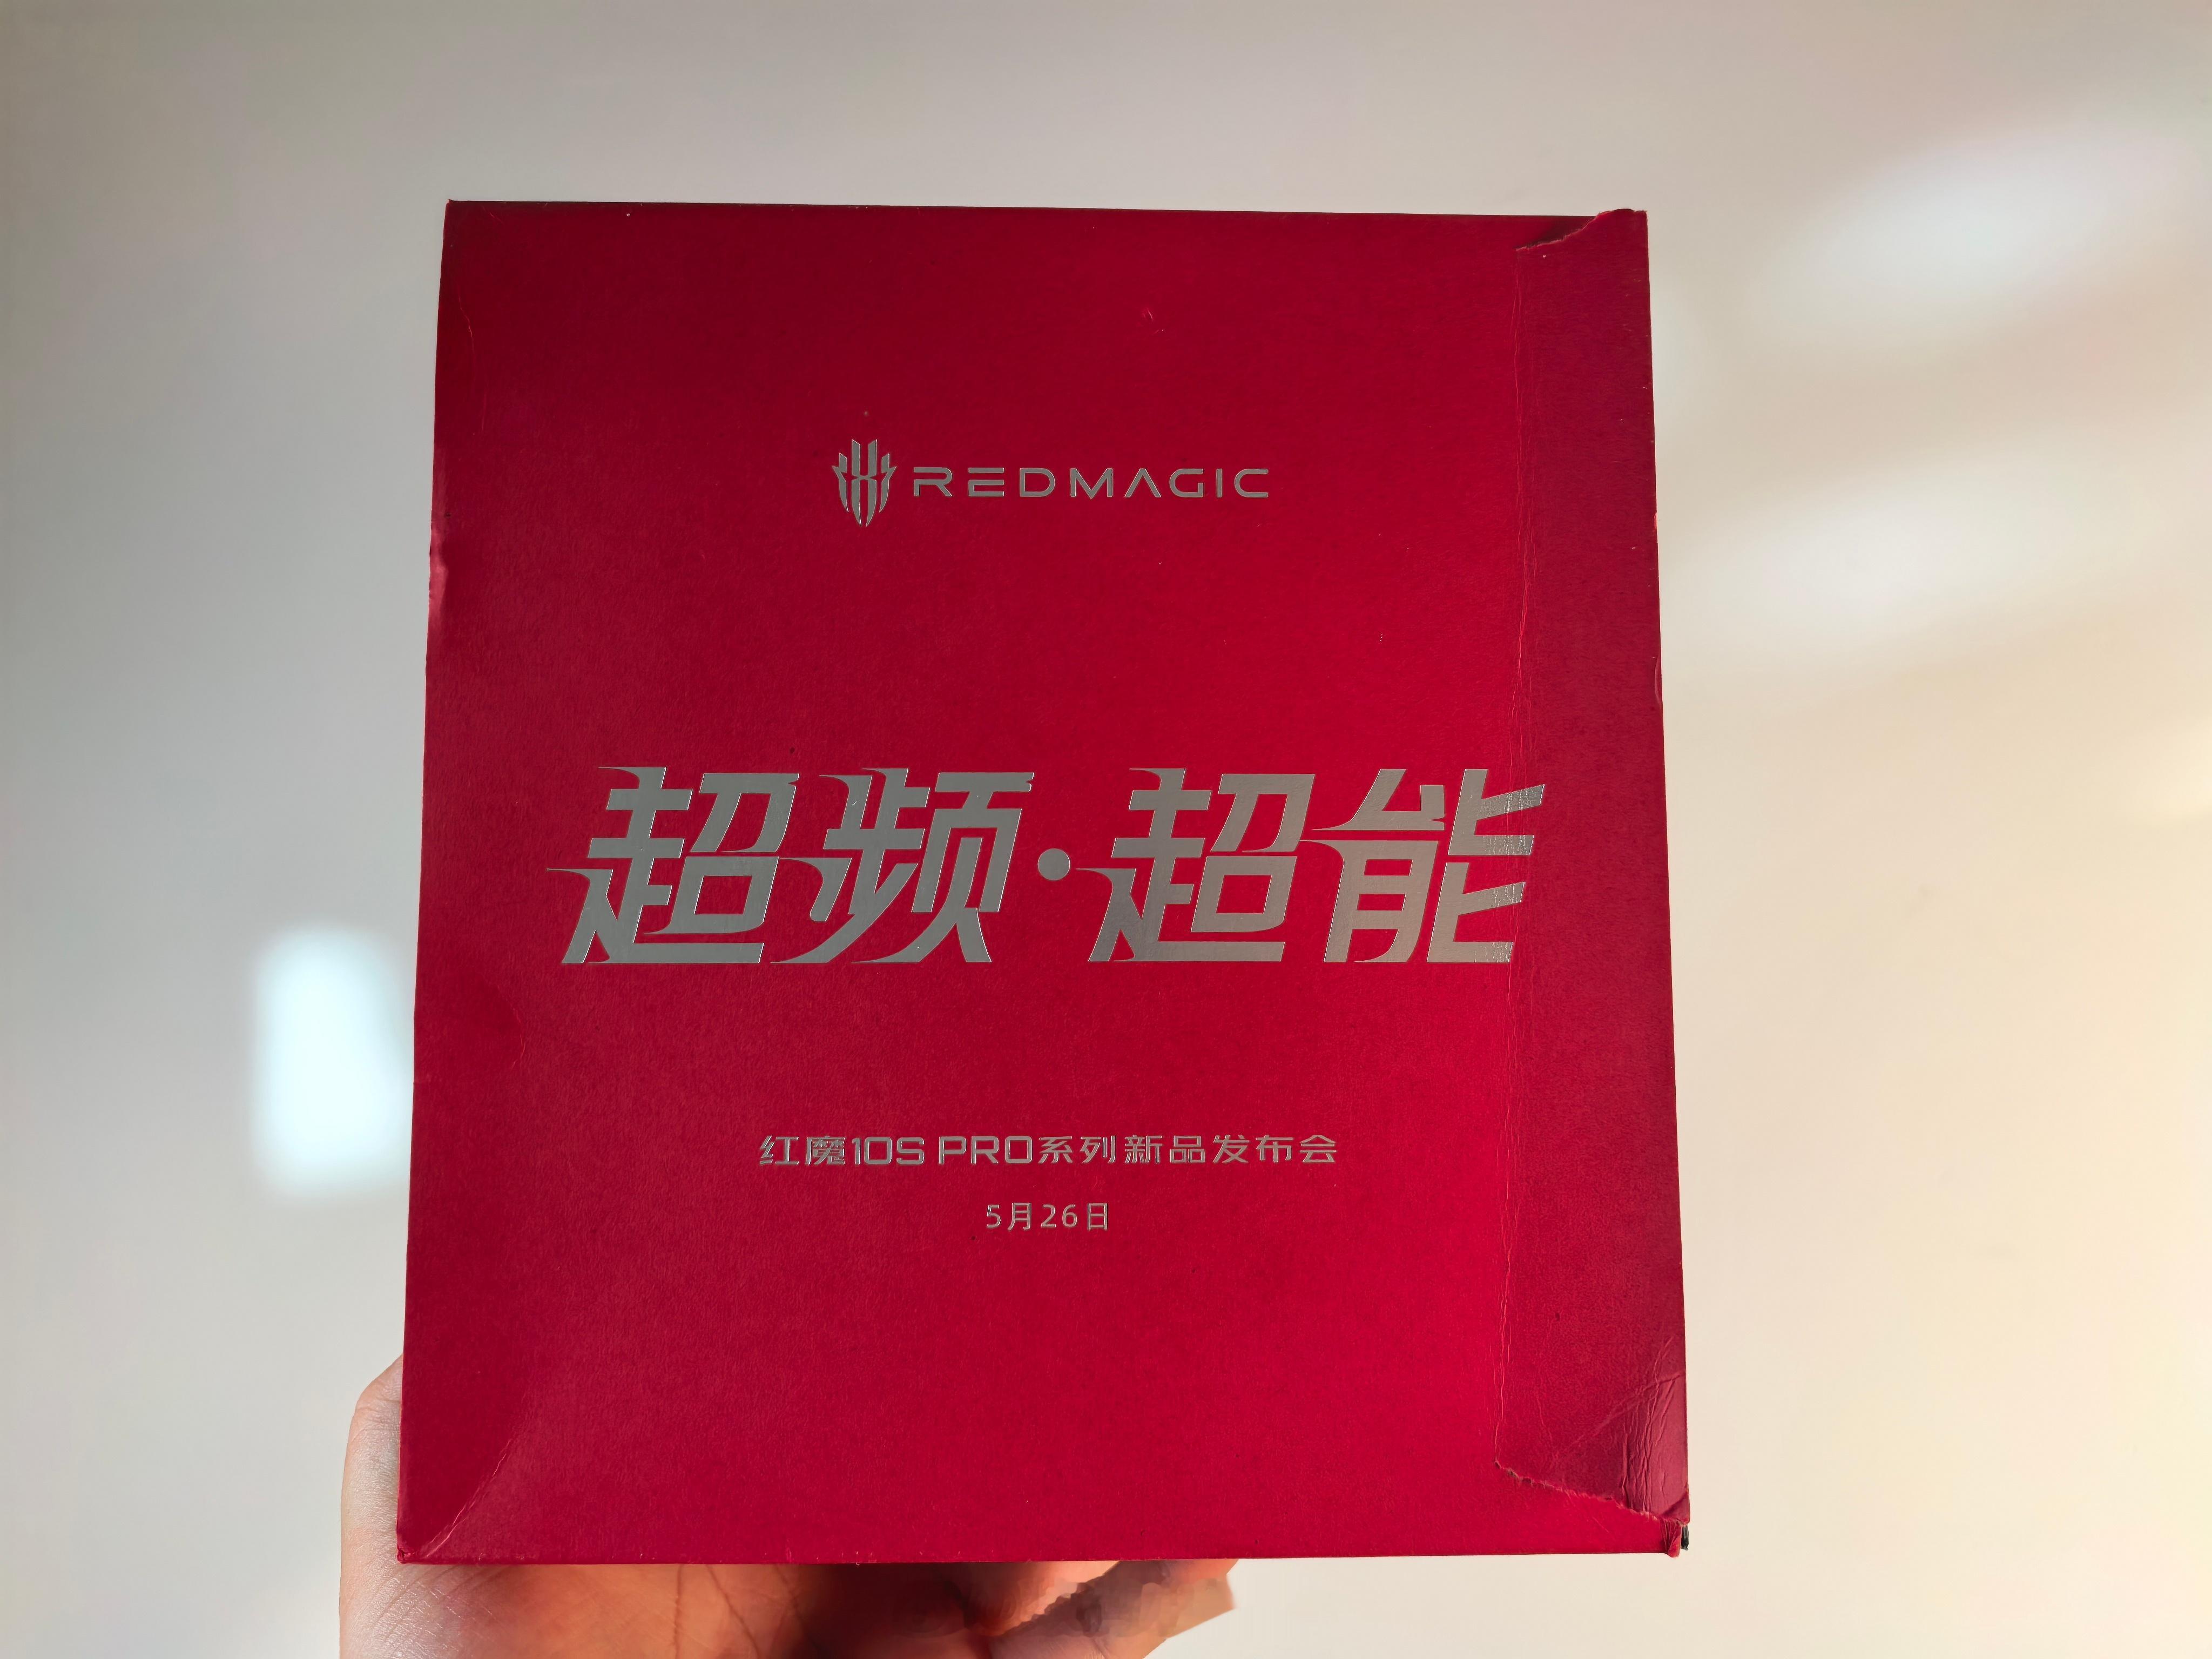 REDMAGIC
超频·超能
红魔10S PRO系列新品发布会
5月26日